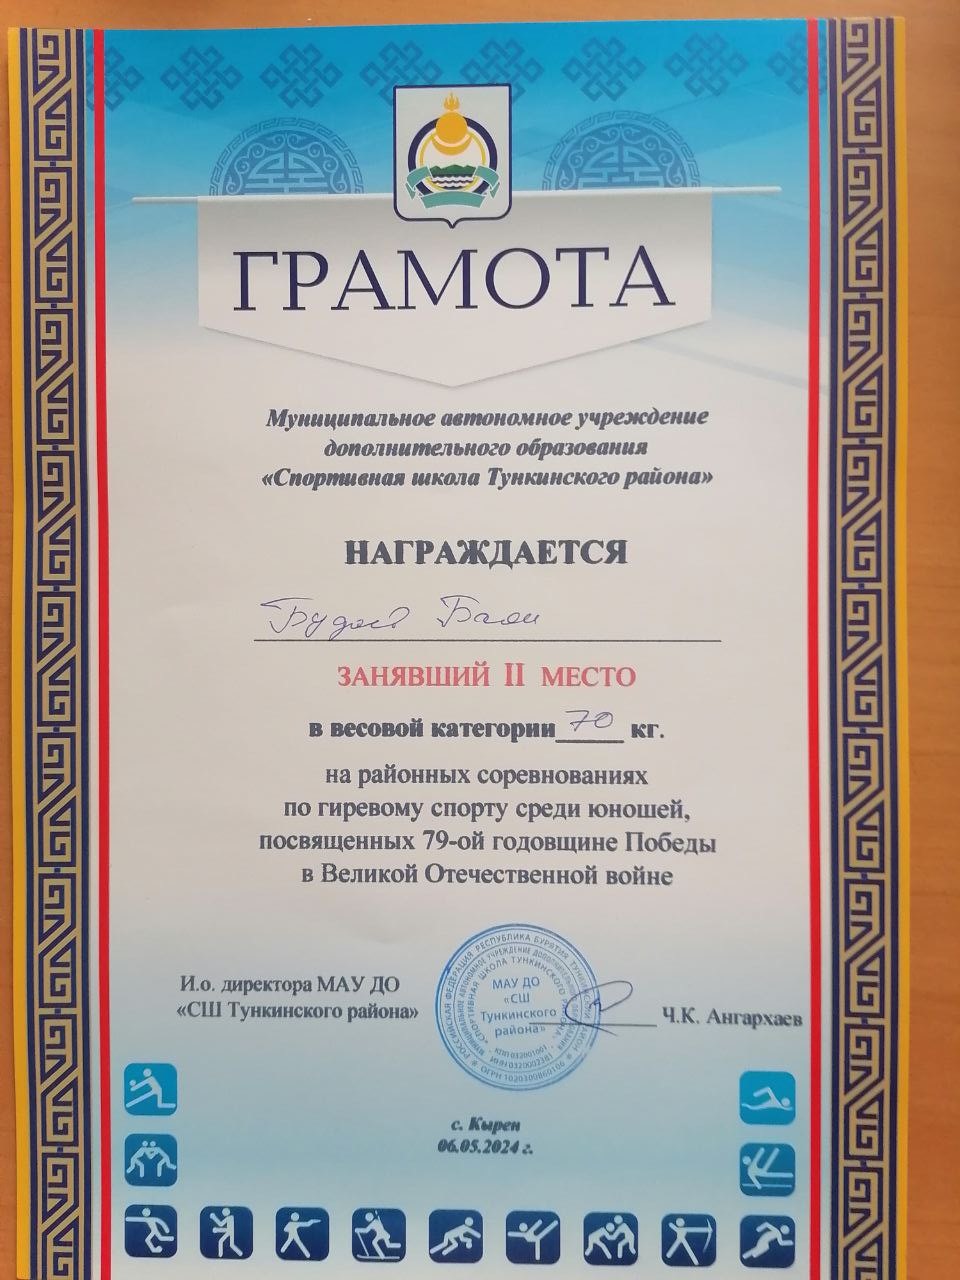 ГРАМОТА
Муниципальное автономное учреждение
дополнительного образования
«Спортивная школа Тункинского района»
НАГРАЖДАЕТСЯ
ЗАНЯВШИЙ II МЕСТО
в весовой категории 70 кг.
на районных соревнованиях
по гиревому спорту среди юношей,
посвященных 79-ой годовщине Победы
в Великой Отечественной войне
И.о. директора МАУ ДО
«СШ Тункинского района»
МАУ ДО
«СШ
Тункинского
района»
Ч.К. Ангархаев
с. Кырен
06.05.2024 г.